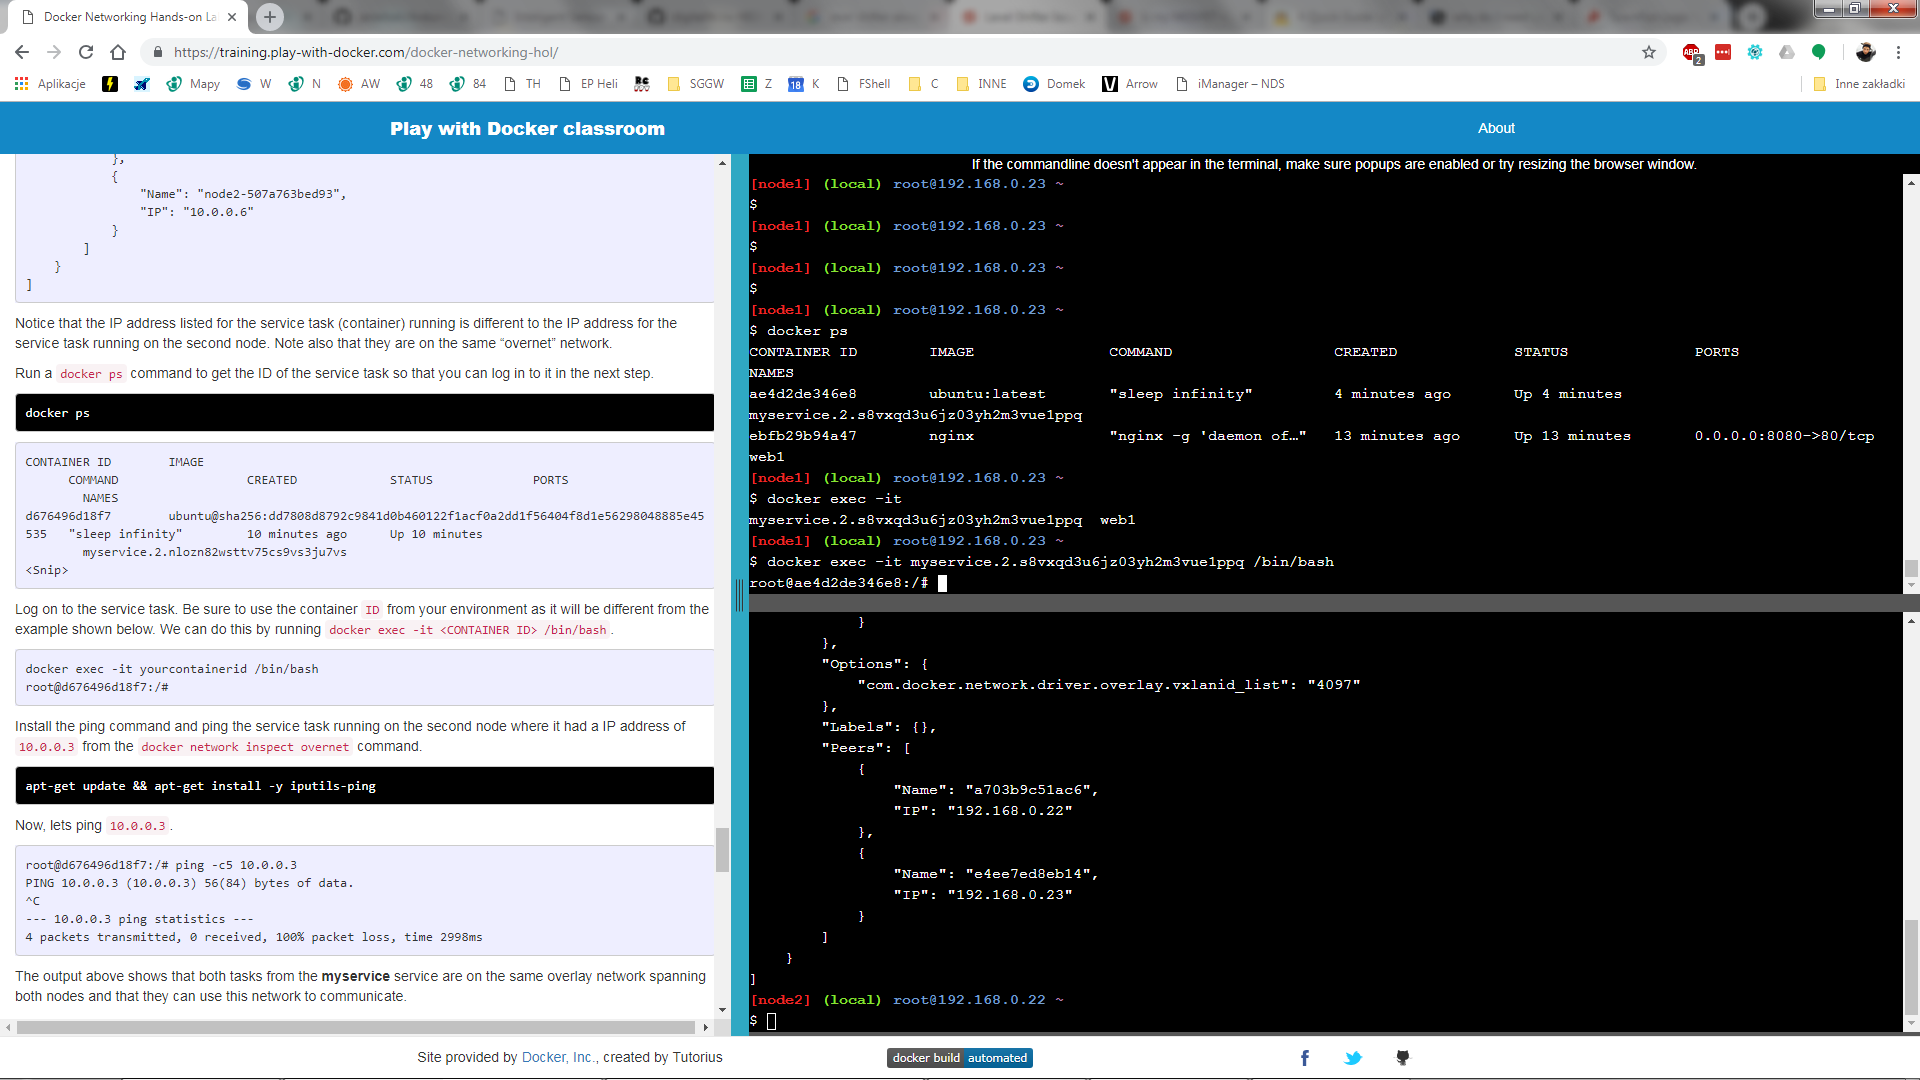 Docker Networking Hands-on La
https://training.play-with-docker.com/docker-networking-hol/
ABP
2
Aplikacje
Mapy
W
N
AW
48
84
TH
EP Heli
RC
SGGW
Z
18
K
FShell
C
INNE
Domek
V
Arrow
iManager – NDS
Inne zakładki
Play with Docker classroom
About
},
{
"Name": "node2-507a763bed93",
"IP": "10.0.0.6"
}
]
}
]
Notice that the IP address listed for the service task (container) running is different to the IP address for the
service task running on the second node. Note also that they are on the same “overnet” network.
Run a docker ps command to get the ID of the service task so that you can log in to it in the next step.
docker ps
CONTAINER ID IMAGE
COMMAND CREATED STATUS PORTS
NAMES
d676496d18f7 ubuntu@sha256:dd7808d8792c9841d0b460122f1acf0a2dd1f56404f8d1e56298048885e45
535 "sleep infinity" 10 minutes ago Up 10 minutes
myservice.2.nlozn82wsttv75cs9vs3ju7vs
<Snip>
Log on to the service task. Be sure to use the container ID from your environment as it will be different from the
example shown below. We can do this by running docker exec -it <CONTAINER ID> /bin/bash.
docker exec -it yourcontainerid /bin/bash
root@d676496d18f7:/#
Install the ping command and ping the service task running on the second node where it had a IP address of
10.0.0.3 from the docker network inspect overnet command.
apt-get update && apt-get install -y iputils-ping
Now, lets ping 10.0.0.3.
root@d676496d18f7:/# ping -c5 10.0.0.3
PING 10.0.0.3 (10.0.0.3) 56(84) bytes of data.
^C
--- 10.0.0.3 ping statistics ---
4 packets transmitted, 0 received, 100% packet loss, time 2998ms
The output above shows that both tasks from the myservice service are on the same overlay network spanning
both nodes and that they can use this network to communicate.
If the commandline doesn't appear in the terminal, make sure popups are enabled or try resizing the browser window.
[node1] (local) root@192.168.0.23 ~
$
[node1] (local) root@192.168.0.23 ~
$
[node1] (local) root@192.168.0.23 ~
$
[node1] (local) root@192.168.0.23 ~
$ docker ps
CONTAINER ID IMAGE COMMAND CREATED STATUS PORTS
NAMES
ae4d2de346e8 ubuntu:latest "sleep infinity" 4 minutes ago Up 4 minutes
myservice.2.s8vxqd3u6jz03yh2m3vue1ppq
ebfb29b94a47 nginx "nginx -g 'daemon of…" 13 minutes ago Up 13 minutes 0.0.0.0:8080->80/tcp
web1
[node1] (local) root@192.168.0.23 ~
$ docker exec -it
myservice.2.s8vxqd3u6jz03yh2m3vue1ppq web1
[node1] (local) root@192.168.0.23 ~
$ docker exec -it myservice.2.s8vxqd3u6jz03yh2m3vue1ppq /bin/bash
root@ae4d2de346e8:/#
}
},
"Options": {
"com.docker.network.driver.overlay.vxlanid_list": "4097"
},
"Labels": {},
"Peers": [
{
"Name": "a703b9c51ac6",
"IP": "192.168.0.22"
},
{
"Name": "e4ee7ed8eb14",
"IP": "192.168.0.23"
}
]
}
]
[node2] (local) root@192.168.0.22 ~
$
Site provided by Docker, Inc., created by Tutorius
docker build automated